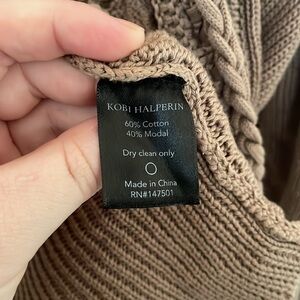 KOBI HALPERIN
60% Cotton
40% Modal
Dry clean only
Made in China
RN#147501